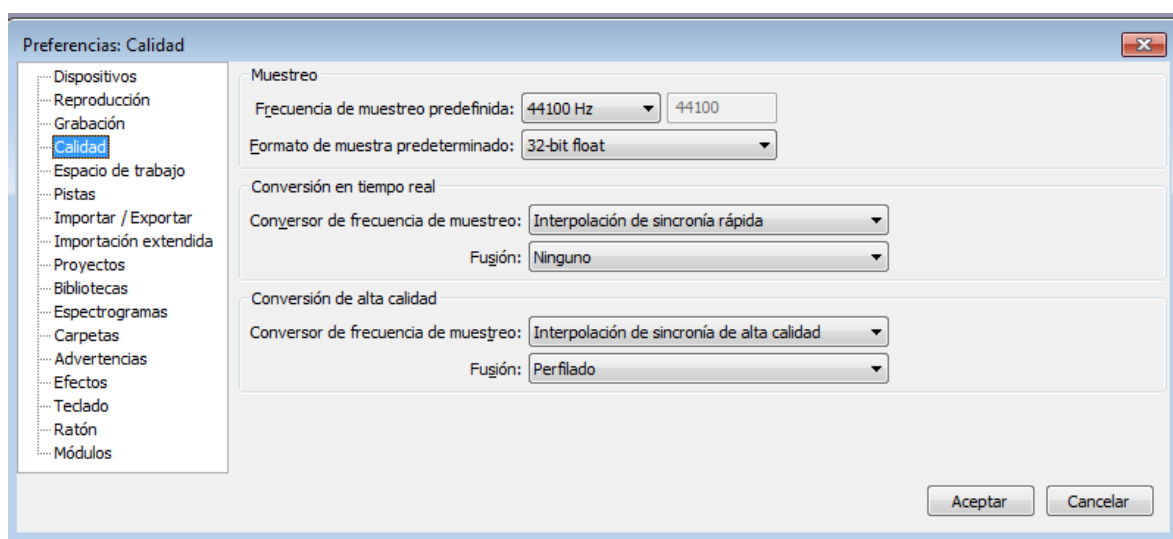 Preferencias: Calidad
Dispositivos
Reproducción
Grabación
Calidad
Espacio de trabajo
Pistas
Importar / Exportar
Importación extendida
Proyectos
Bibliotecas
Espectrogramas
Carpetas
Advertencias
Efectos
Teclado
Ratón
Módulos
Muestreo
Frecuencia de muestreo predefinida: 44100 Hz 44100
Formato de muestra predeterminado: 32-bit float
Conversión en tiempo real
Conversor de frecuencia de muestreo: Interpolación de sincronía rápida
Fusión: Ninguno
Conversión de alta calidad
Conversor de frecuencia de muestreo: Interpolación de sincronía de alta calidad
Fusión: Perfilado
Aceptar Cancelar